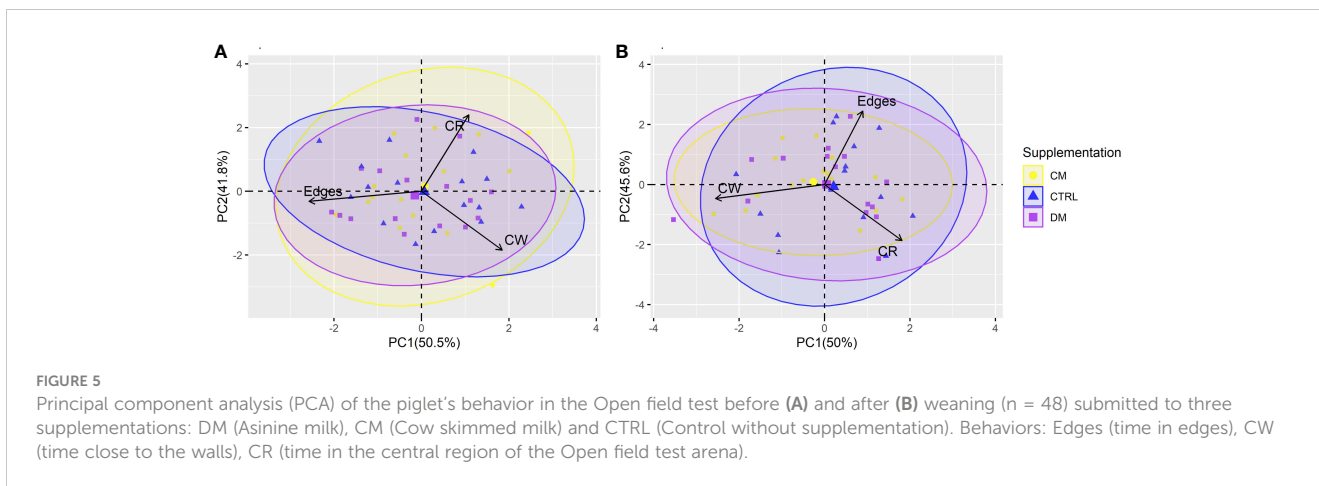 A
B
4
2
0
-2
PC2(41.8%)
CR
Edges
CW
-2
0
2
4
PC1(50.5%)
4
2
0
-2
-4
PC2(45.6%)
Edges
CW
CR
-4
-2
0
2
4
PC1(50%)
Supplementation
CM
CTRL
DM
FIGURE 5
Principal component analysis (PCA) of the piglet's behavior in the Open field test before (A) and after (B) weaning (n = 48) submitted to three
supplementations: DM (Asinine milk), CM (Cow skimmed milk) and CTRL (Control without supplementation). Behaviors: Edges (time in edges), CW
(time close to the walls), CR (time in the central region of the Open field test arena).